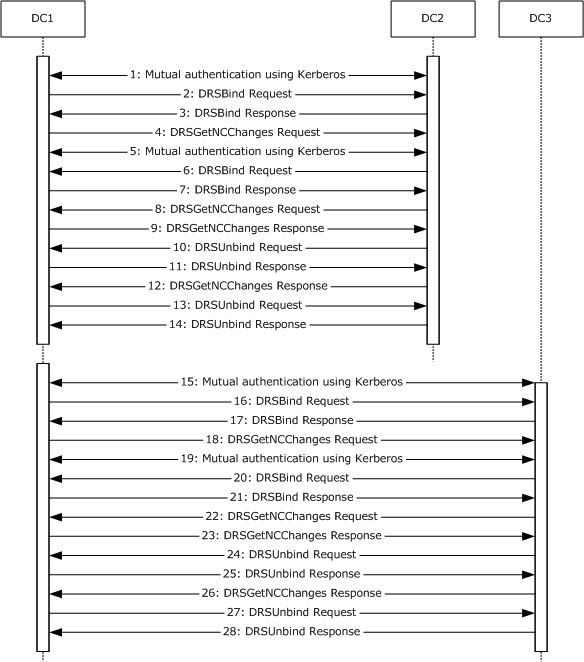 DC1
DC2
DC3
1: Mutual authentication using Kerberos
2: DRSBind Request
3: DRSBind Response
4: DRSGetNCChanges Request
5: Mutual authentication using Kerberos
6: DRSBind Request
7: DRSBind Response
8: DRSGetNCChanges Request
9: DRSGetNCChanges Response
10: DRSUnbind Request
11: DRSUnbind Response
12: DRSGetNCChanges Response
13: DRSUnbind Request
14: DRSUnbind Response
15: Mutual authentication using Kerberos
16: DRSBind Request
17: DRSBind Response
18: DRSGetNCChanges Request
19: Mutual authentication using Kerberos
20: DRSBind Request
21: DRSBind Response
22: DRSGetNCChanges Request
23: DRSGetNCChanges Response
24: DRSUnbind Request
25: DRSUnbind Response
26: DRSGetNCChanges Response
27: DRSUnbind Request
28: DRSUnbind Response